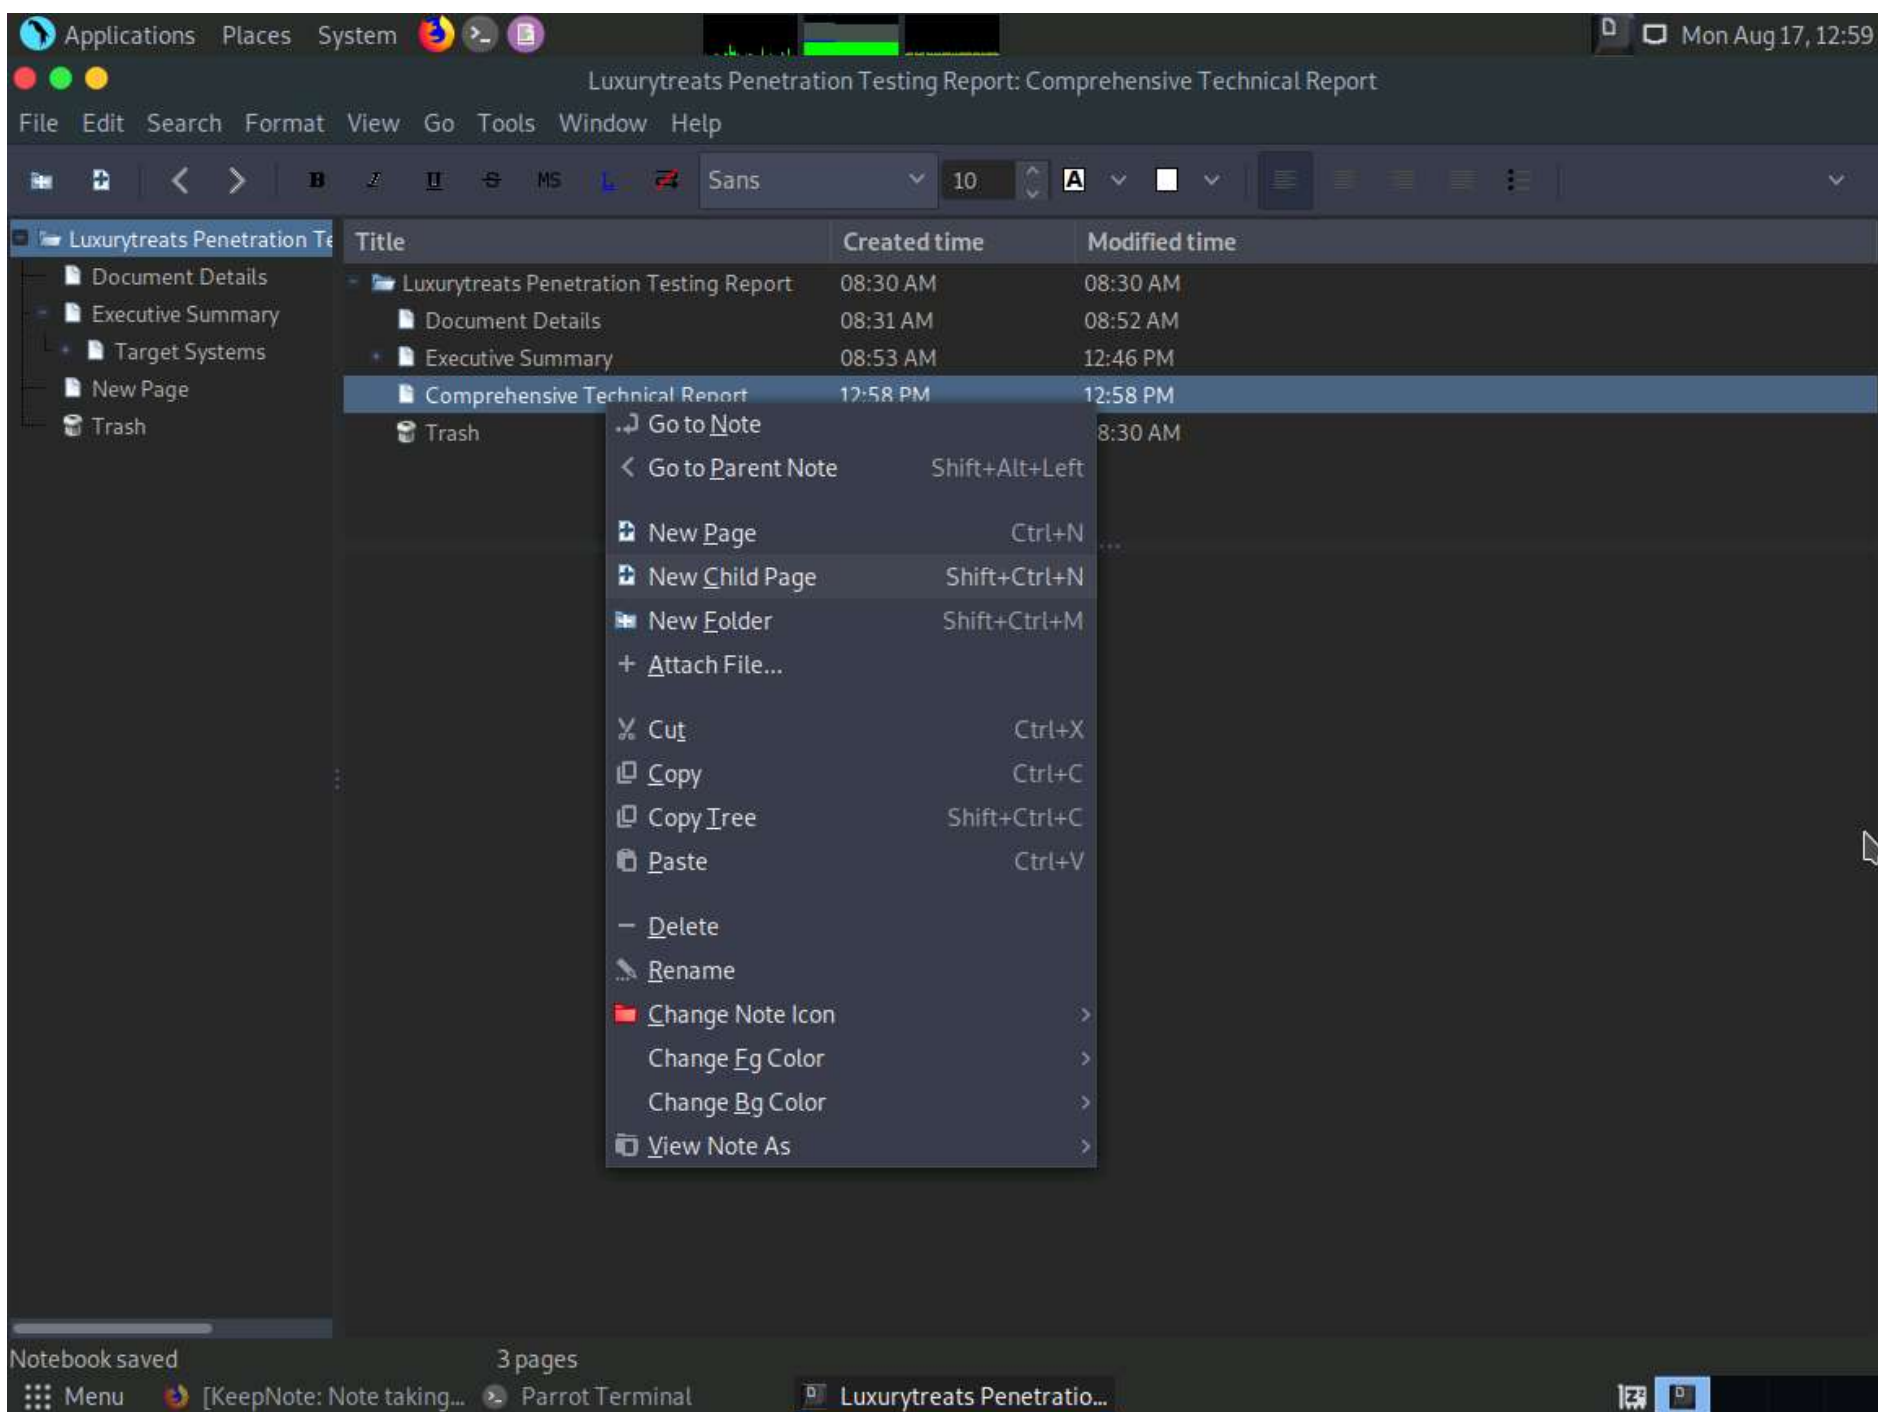 Applications Places System Mon Aug 17, 12:59
Luxurytreats Penetration Testing Report: Comprehensive Technical Report
File Edit Search Format View Go Tools Window Help
B I U S MS L Sans 10 A
Luxurytreats Penetration Te
Document Details
Executive Summary
Target Systems
New Page
Trash
Title Created time Modified time
Luxurytreats Penetration Testing Report 08:30 AM 08:30 AM
Document Details 08:31 AM 08:52 AM
Executive Summary 08:53 AM 12:46 PM
Comprehensive Technical Report 12:58 PM 12:58 PM
Trash 8:30 AM
Go to Note
Go to Parent Note Shift+Alt+Left
New Page Ctrl+N
New Child Page Shift+Ctrl+N
New Folder Shift+Ctrl+M
Attach File...
Cut Ctrl+X
Copy Ctrl+C
Copy Tree Shift+Ctrl+C
Paste Ctrl+V
Delete
Rename
Change Note Icon
Change Fg Color
Change Bg Color
View Note As
Notebook saved 3 pages
Menu [KeepNote: Note taking... Parrot Terminal Luxurytreats Penetratio...